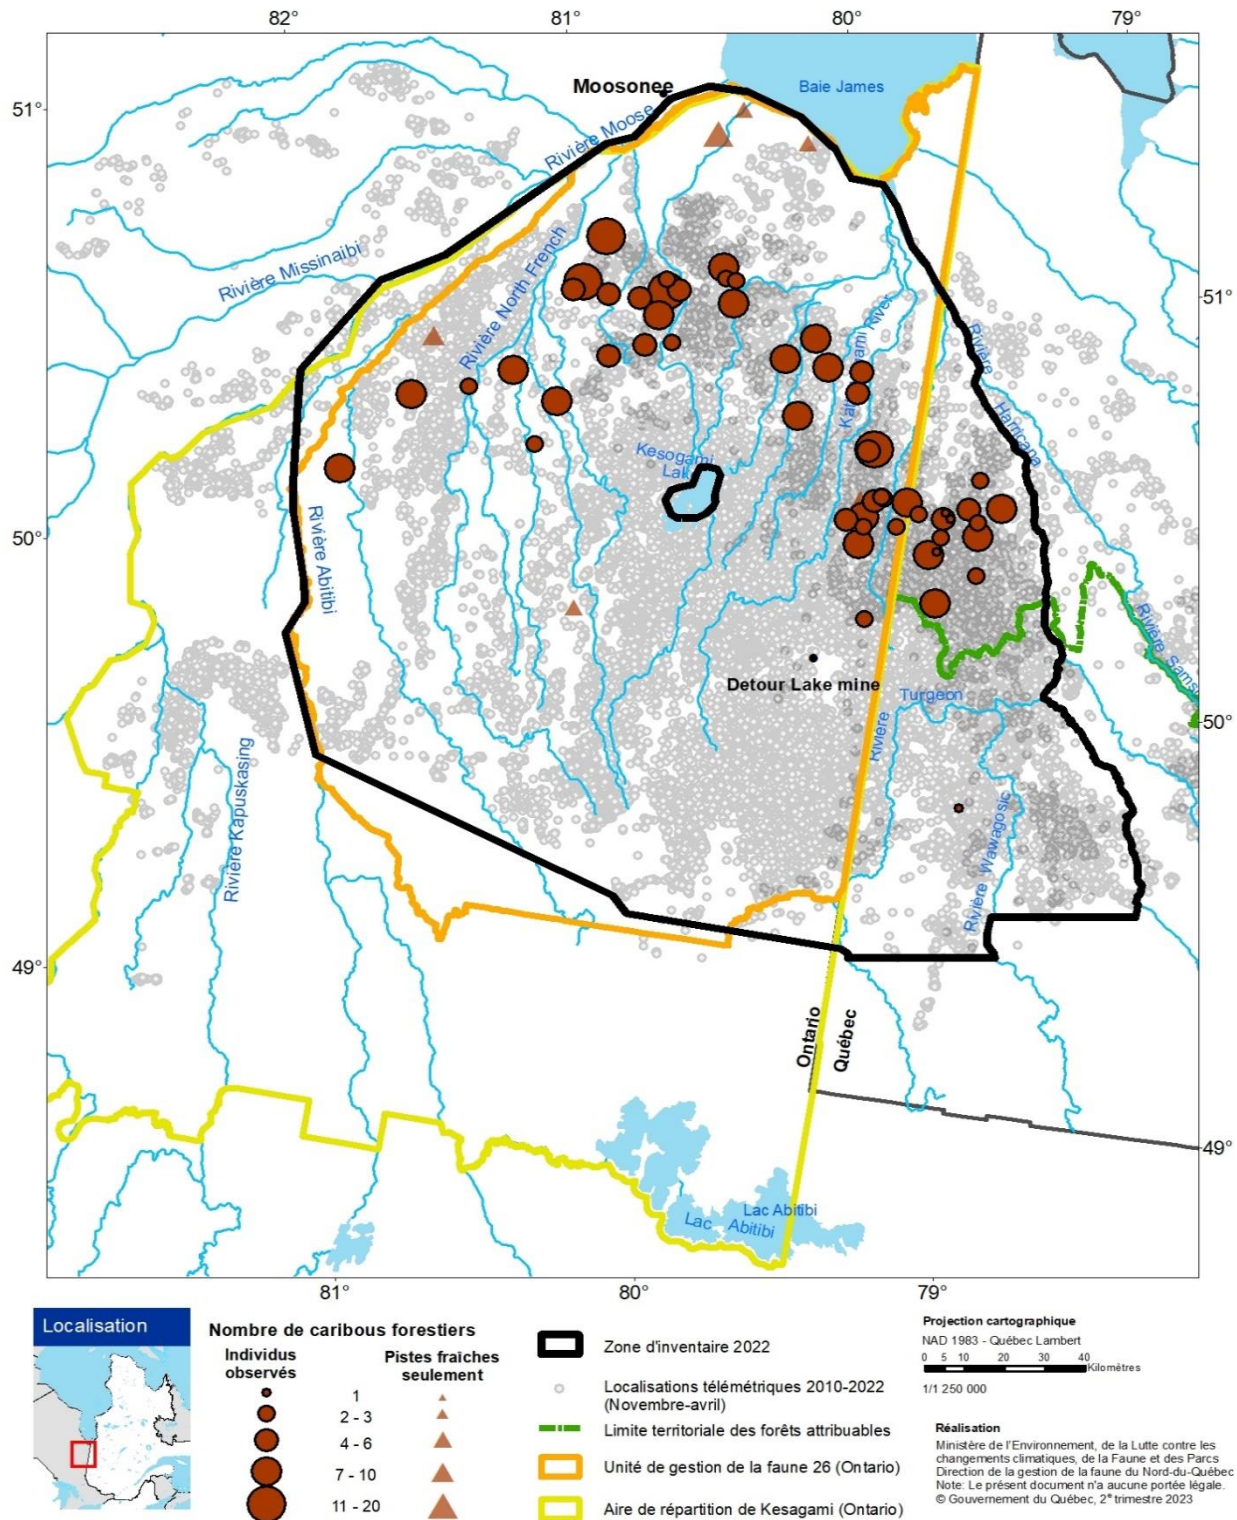 82°
81°
80°
79°
Moosonee
Baie James
51°
Rivière Moose
Rivière Missinaibi
Rivière North French
51°
River
Rivière
Harricana
Kesogami
Lak
50°
Rivière Abitibi
Detour Lake mine
Turgeon
Rivière
50°
Rivière Kapuskasing
Rivière Wawagosic
49°
Ontario
Québec
49°
Lac Abitibi
Lac Abitibi
81°
80°
79°
Localisation
Nombre de caribous forestiers
Individus
observés
Pistes fraîches
seulement
1
2 - 3
4 - 6
7 - 10
11 - 20
Zone d'inventaire 2022
Localisations télémétriques 2010-2022
(Novembre-avril)
Limite territoriale des forêts attribuables
Unité de gestion de la faune 26 (Ontario)
Aire de répartition de Kesagami (Ontario)
Projection cartographique
NAD 1983 - Québec Lambert
0 5 10 20 30 40
Kilomètres
1/1 250 000
Réalisation
Ministère de l'Environnement, de la Lutte contre les
changements climatiques, de la Faune et des Parcs
Direction de la gestion de la faune du Nord-du-Québec
Note: Le présent document n'a aucune portée légale.
© Gouvernement du Québec, 2e trimestre 2023